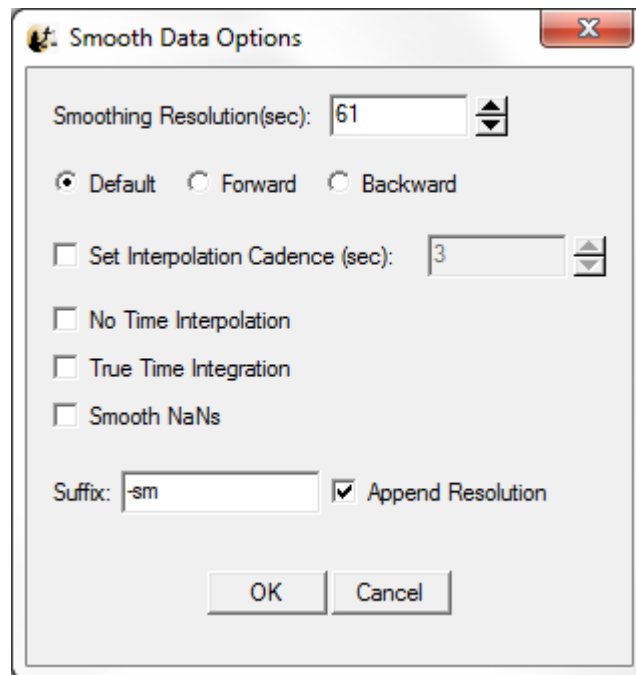 Smooth Data Options
Smoothing Resolution(sec): 61
Default Forward Backward
Set Interpolation Cadence (sec): 3
No Time Interpolation
True Time Integration
Smooth NaNs
Suffix: -sm Append Resolution
OK Cancel